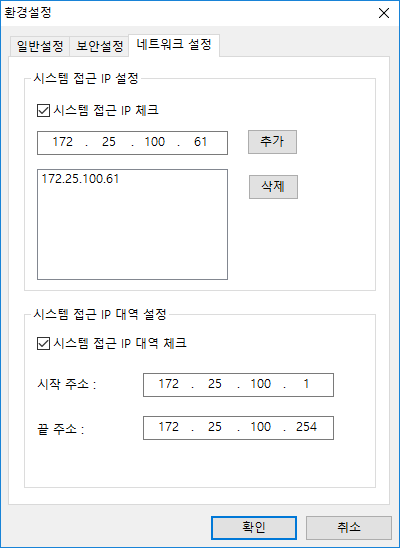 환경설정
일반설정 보안설정 네트워크 설정
시스템 접근 IP 설정
시스템 접근 IP 체크
172 . 25 . 100 . 61 추가
172.25.100.61
삭제
시스템 접근 IP 대역 설정
시스템 접근 IP 대역 체크
시작 주소 : 172 . 25 . 100 . 1
끝 주소 : 172 . 25 . 100 . 254
확인 취소